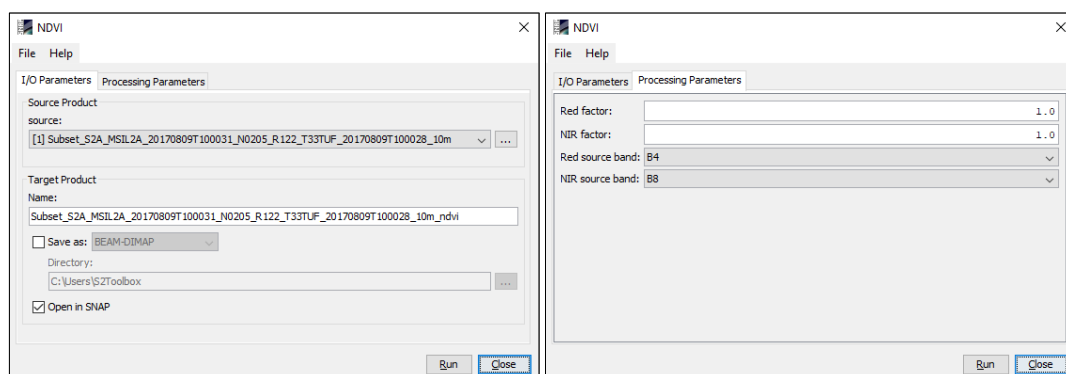 NDVI
File Help
I/O Parameters Processing Parameters
Source Product
source:
[1] Subset_S2A_MSIL2A_20170809T100031_N0205_R122_T33TUF_20170809T100028_10m ...
Target Product
Name:
Subset_S2A_MSIL2A_20170809T100031_N0205_R122_T33TUF_20170809T100028_10m_ndvi
Save as: BEAM-DIMAP
Directory:
C:\Users\S2Toolbox ...
Open in SNAP
Run Close
NDVI
File Help
I/O Parameters Processing Parameters
Red factor: 1.0
NIR factor: 1.0
Red source band: B4
NIR source band: B8
Run Close